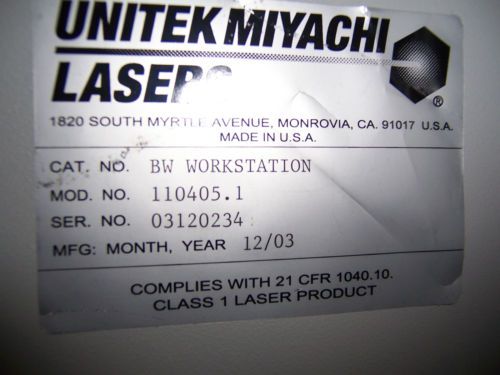 UNITEK MIYACHI
LASERS
®
1820 SOUTH MYRTLE AVENUE, MONROVIA, CA. 91017 U.S.A.
MADE IN U.S.A.
CAT. NO. BW WORKSTATION
MOD. NO. 110405.1
SER. NO. 03120234
MFG: MONTH, YEAR 12/03
COMPLIES WITH 21 CFR 1040.10.
CLASS 1 LASER PRODUCT